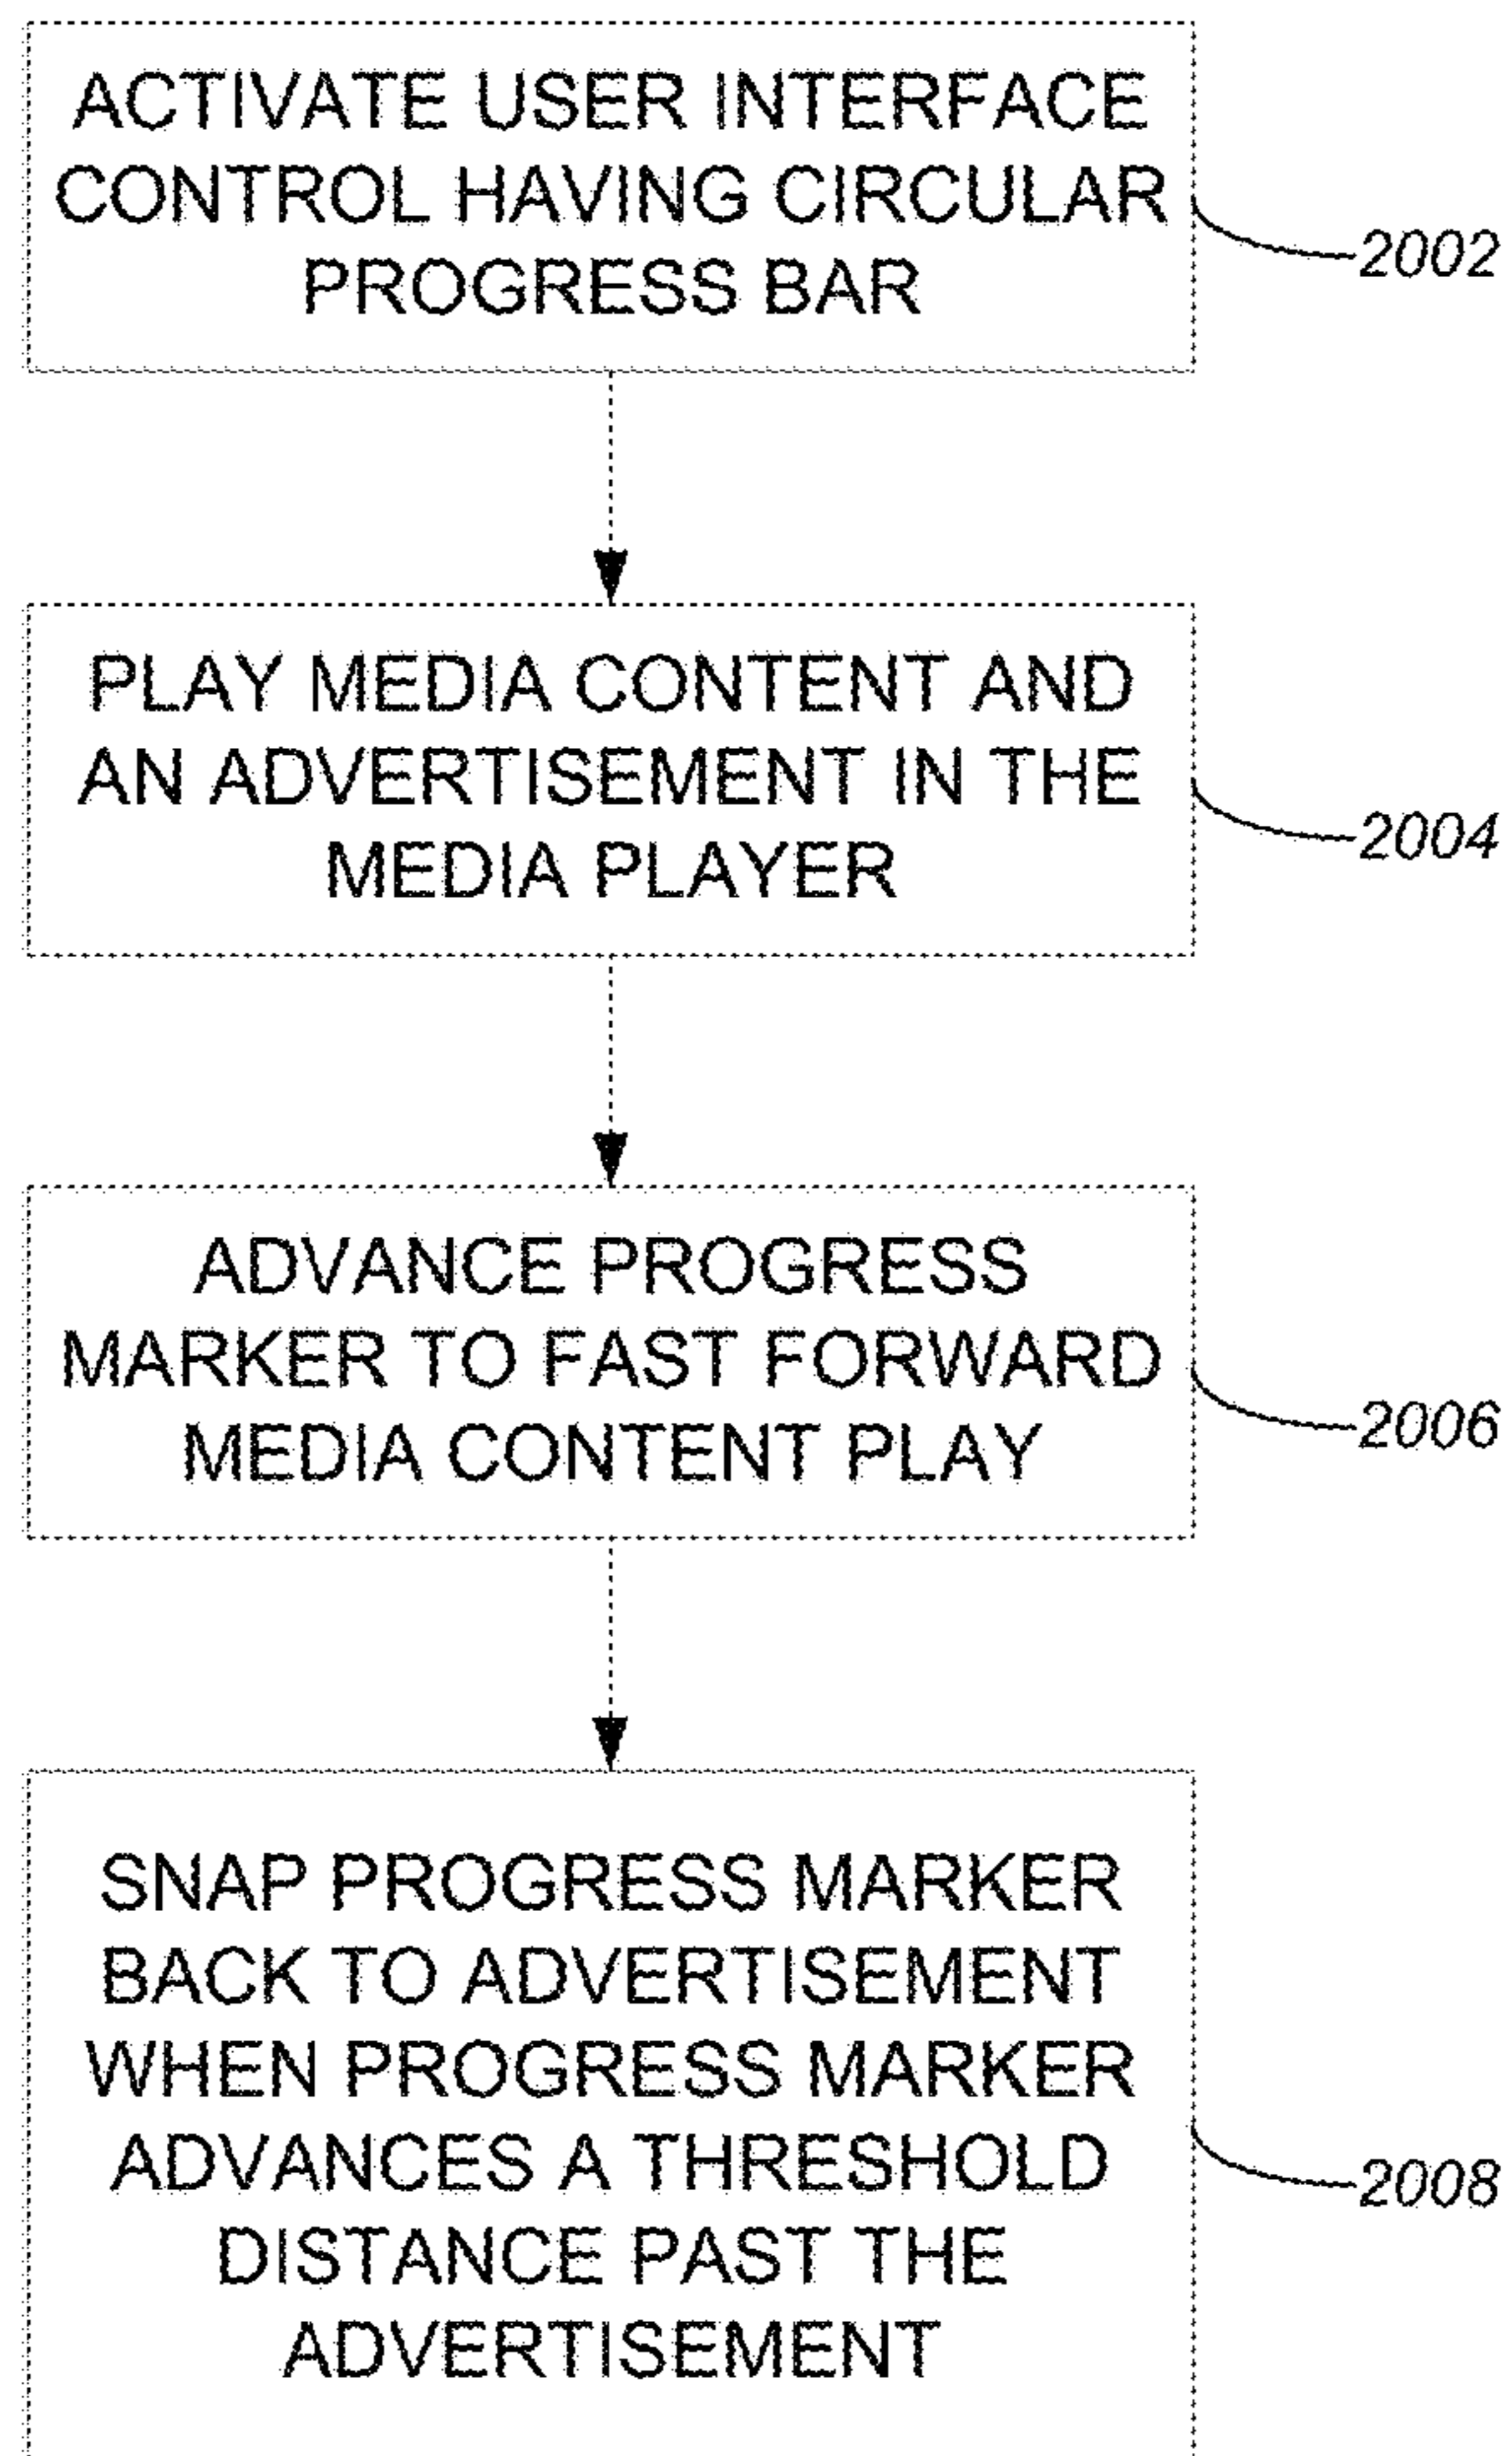 ACTIVATE USER INTERFACE
CONTROL HAVING CIRCULAR
PROGRESS BAR
2002
PLAY MEDIA CONTENT AND
AN ADVERTISEMENT IN THE
MEDIA PLAYER
2004
ADVANCE PROGRESS
MARKER TO FAST FORWARD
MEDIA CONTENT PLAY
2006
SNAP PROGRESS MARKER
BACK TO ADVERTISEMENT
WHEN PROGRESS MARKER
ADVANCES A THRESHOLD
DISTANCE PAST THE
ADVERTISEMENT
2008